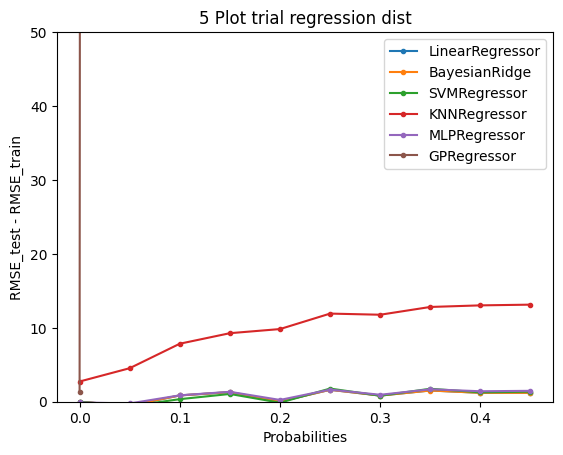 5 Plot trial regression dist
50
40
30
20
10
0
RMSE_test - RMSE_train
LinearRegressor
BayesianRidge
SVMRegressor
KNNRegressor
MLPRegressor
GPRegressor
0.0 0.1 0.2 0.3 0.4
Probabilities